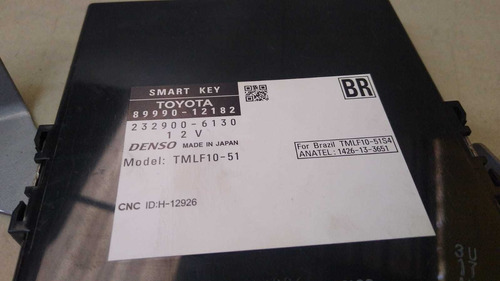 SMART KEY
TOYOTA
89990-12182
232900-6130
12V
DENSO MADE IN JAPAN
Model: TMLF10-51
CNC ID:H-12926
BR
For Brazil TMLF10-51S4
ANATEL: 1426-13-3651